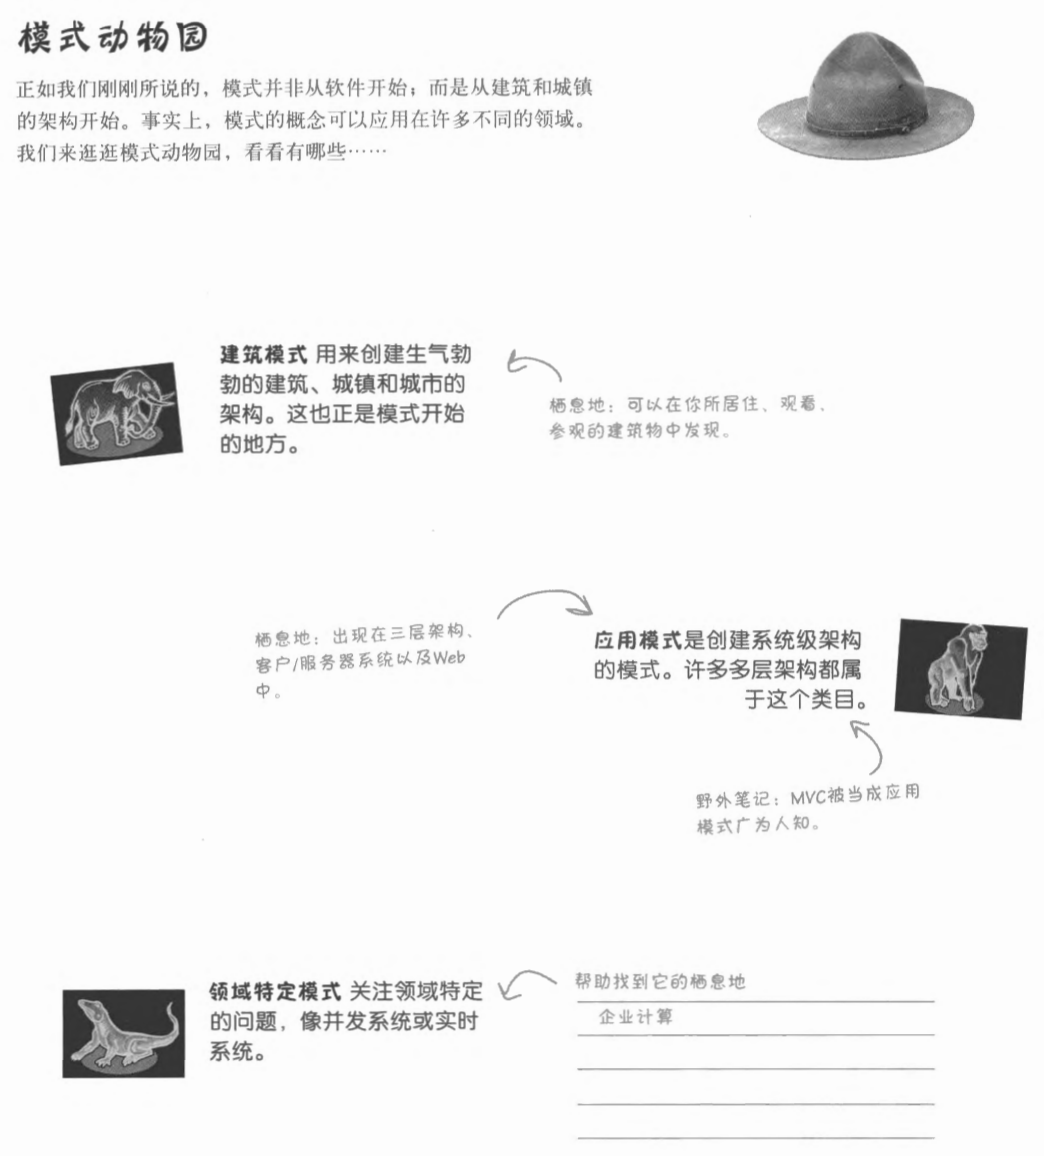 模式动物园
正如我们刚刚所说的，模式并非从软件开始；而是从建筑和城镇
的架构开始。事实上，模式的概念可以应用在许多不同的领域。
我们来逛逛模式动物园，看看有哪些……
建筑模式 用来创建生气勃
勃的建筑、城镇和城市的
架构。这也正是模式开始
的地方。
栖息地：可以在你所居住、观看、
参观的建筑物中发现。
栖息地：出现在三层架构、
客户/服务器系统以及Web
中。
应用模式是创建系统级架构
的模式。许多多层架构都属
于这个类目。
野外笔记：MVC被当成应用
模式广为人知。
领域特定模式 关注领域特定
的问题，像并发系统或实时
系统。
帮助找到它的栖息地
企业计算